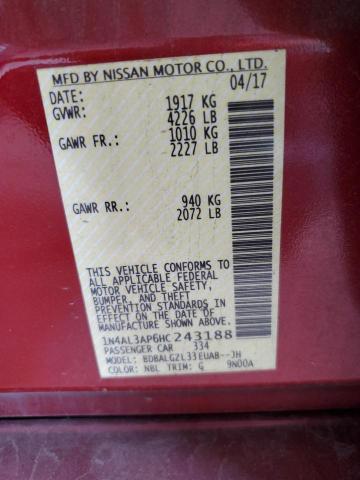 MFD BY NISSAN MOTOR CO., LTD.
DATE: 04/17
GVWR: 1917 KG
4226 LB
GAWR FR.: 1010 KG
2227 LB
GAWR RR.: 940 KG
2072 LB
THIS VEHICLE CONFORMS TO
ALL APPLICABLE FEDERAL
MOTOR VEHICLE SAFETY,
BUMPER, AND THEFT
PREVENTION STANDARDS
IN EFFECT ON THE DATE OF
MANUFACTURE SHOWN ABOVE.
1N4AL3AP6HC243188
PASSENGER CAR 334
MODEL: BDBALGZL33EUAB--JH
COLOR: NBL TRIM: G 9N00A